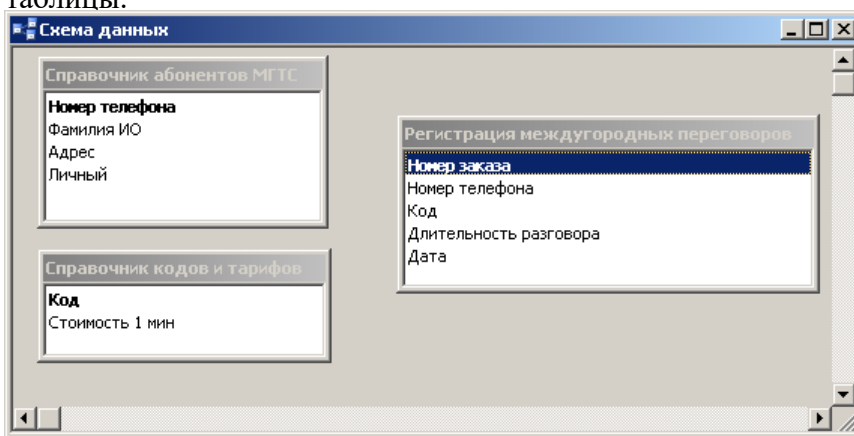 таблицы.
Схема данных
Справочник абонентов МГТС
Номер телефона
Фамилия ИО
Адрес
Личный
Регистрация междугородных переговоров
Номер заказа
Номер телефона
Код
Длительность разговора
Дата
Справочник кодов и тарифов
Код
Стоимость 1 мин